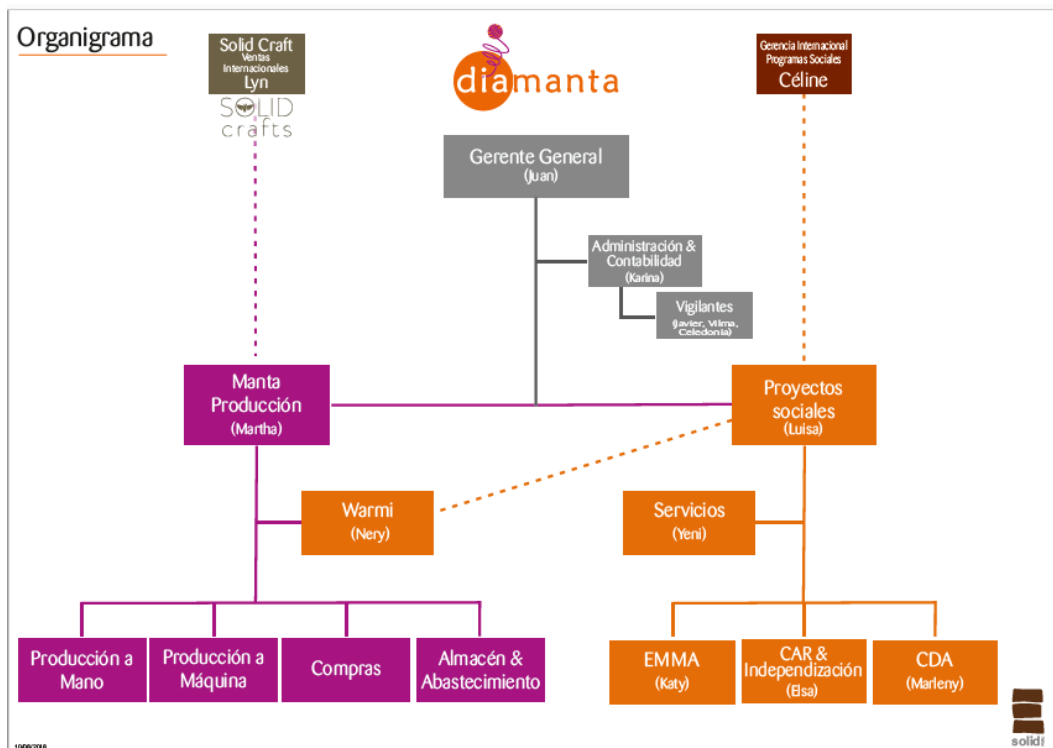 Organigrama
Solid Craft
Ventas
Internacionales
Lyn
SOLID
crafts
diamanta
Gerencia Internacional
Programas Sociales
Céline
Gerente General
(Juan)
Administración &
Contabilidad
(Karina)
Vigilantes
(Javier, Vilma,
Celedonia)
Manta
Producción
(Martha)
Proyectos
sociales
(Luisa)
Warmi
(Nery)
Servicios
(Yeni)
Producción a
Mano
Producción a
Máquina
Compras
Almacén &
Abastecimiento
EMMA
(Katy)
CAR &
Independización
(Elsa)
CDA
(Marleny)
solid